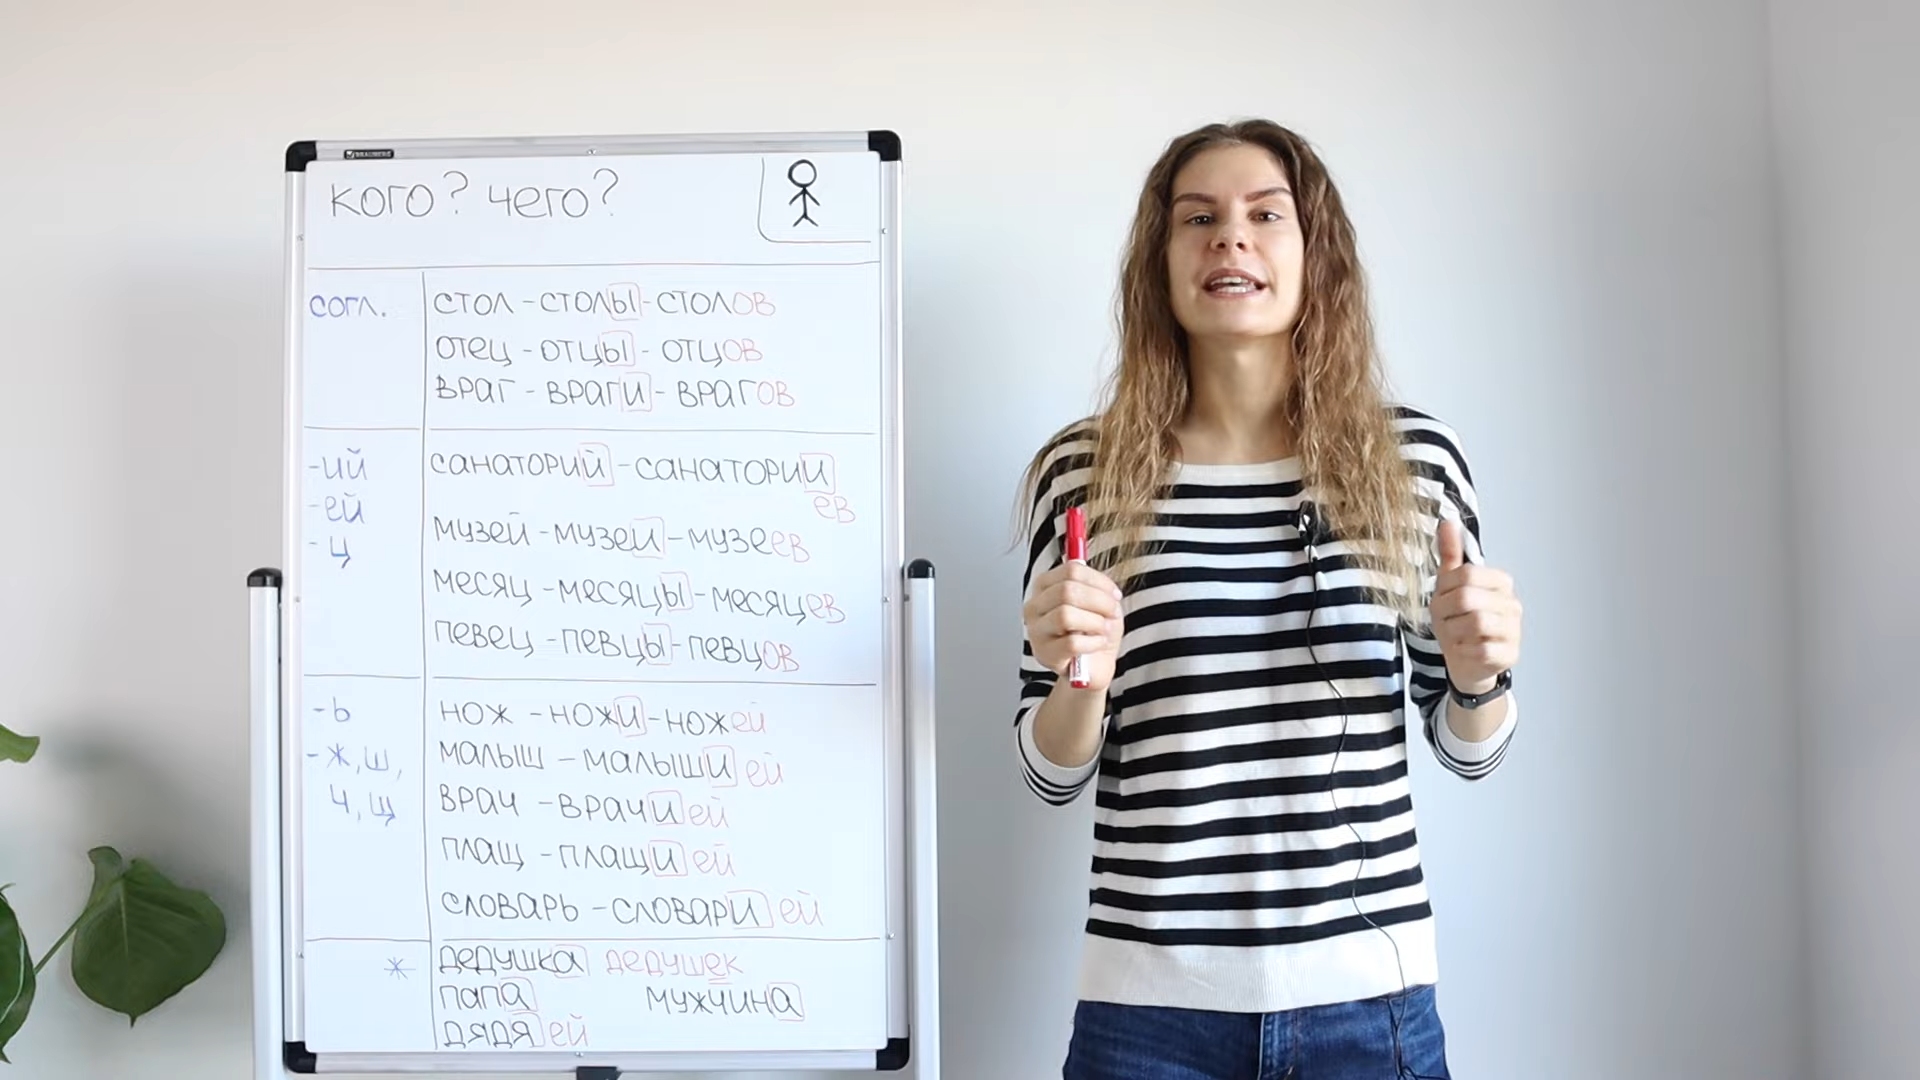 BRAUBERG
кого? чего?
согл.
стол - столы - столов
отец - отцы - отцов
враг - враги - врагов
-ий
-ей
-ц
санаторий - санатории
ев
музей - музеи - музеев
месяц - месяцы - месяцев
певец - певцы - певцов
-ь
-ж, ш,
ч, щ
нож - ножи - ножей
малыш - малыши ей
врач - врачи ей
плащ - плащи ей
словарь - словари ей
*
дедушка дедушек
папа мужчина
дядя ей